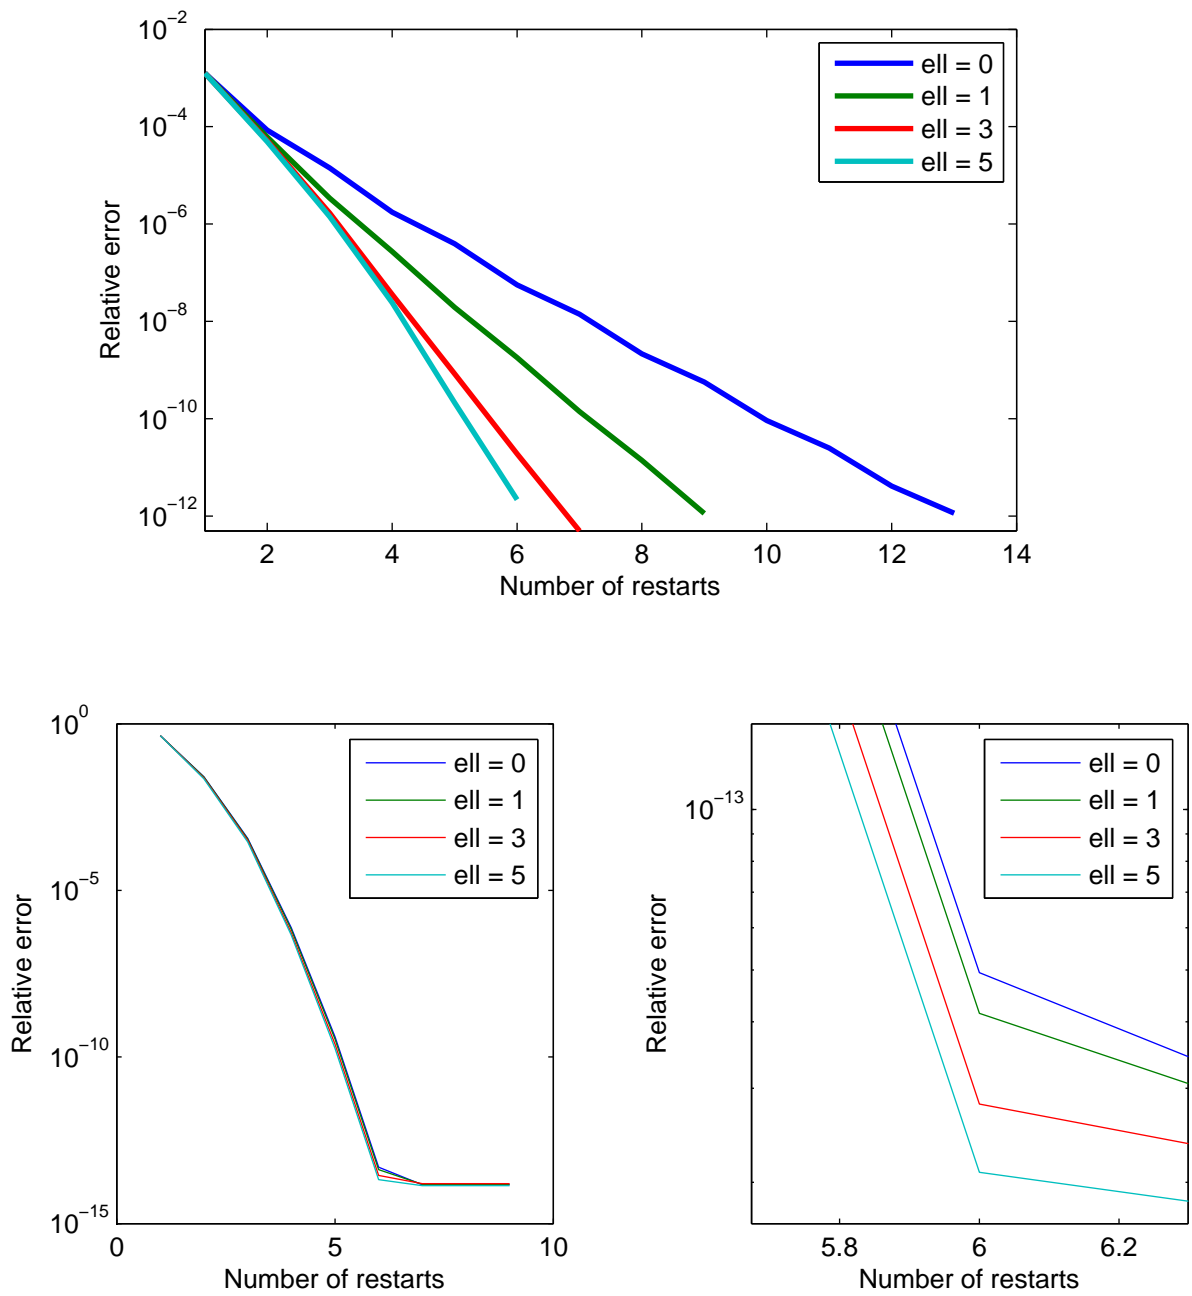 10^-2
10^-4
10^-6
10^-8
10^-10
10^-12
Relative error
2 4 6 8 10 12 14
Number of restarts
ell = 0
ell = 1
ell = 3
ell = 5
10^0
10^-5
10^-10
10^-15
Relative error
0 5 10
Number of restarts
ell = 0
ell = 1
ell = 3
ell = 5
10^-13
Relative error
5.8 6 6.2
Number of restarts
ell = 0
ell = 1
ell = 3
ell = 5